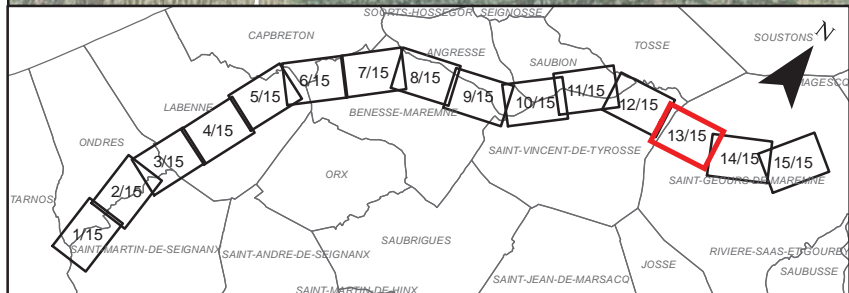 SOORTS-HOSSEGOR SEIGNOSSE
CAPBRETON
TOSSE
SOUSTONS
N
ANGRESSE
SAUBION
MAGESCQ
LABENNE
5/15
6/15
7/15
8/15
9/15
10/15
11/15
12/15
BENESSE-MAREMNE
ONDRES
3/15
4/15
13/15
SAINT-VINCENT-DE-TYROSSE
14/15
15/15
ORX
SAINT-GEOURS-DE-MAREMNE
TARNOS
2/15
1/15
SAINT-MARTIN-DE-SEIGNANX
SAINT-ANDRE-DE-SEIGNANX
SAUBRIGUES
RIVIERE-SAAS-ET-GOURBY
JOSSE
SAUBUSSE
SAINT-JEAN-DE-MARSACQ
SAINT-MARTIN-DE-HINX